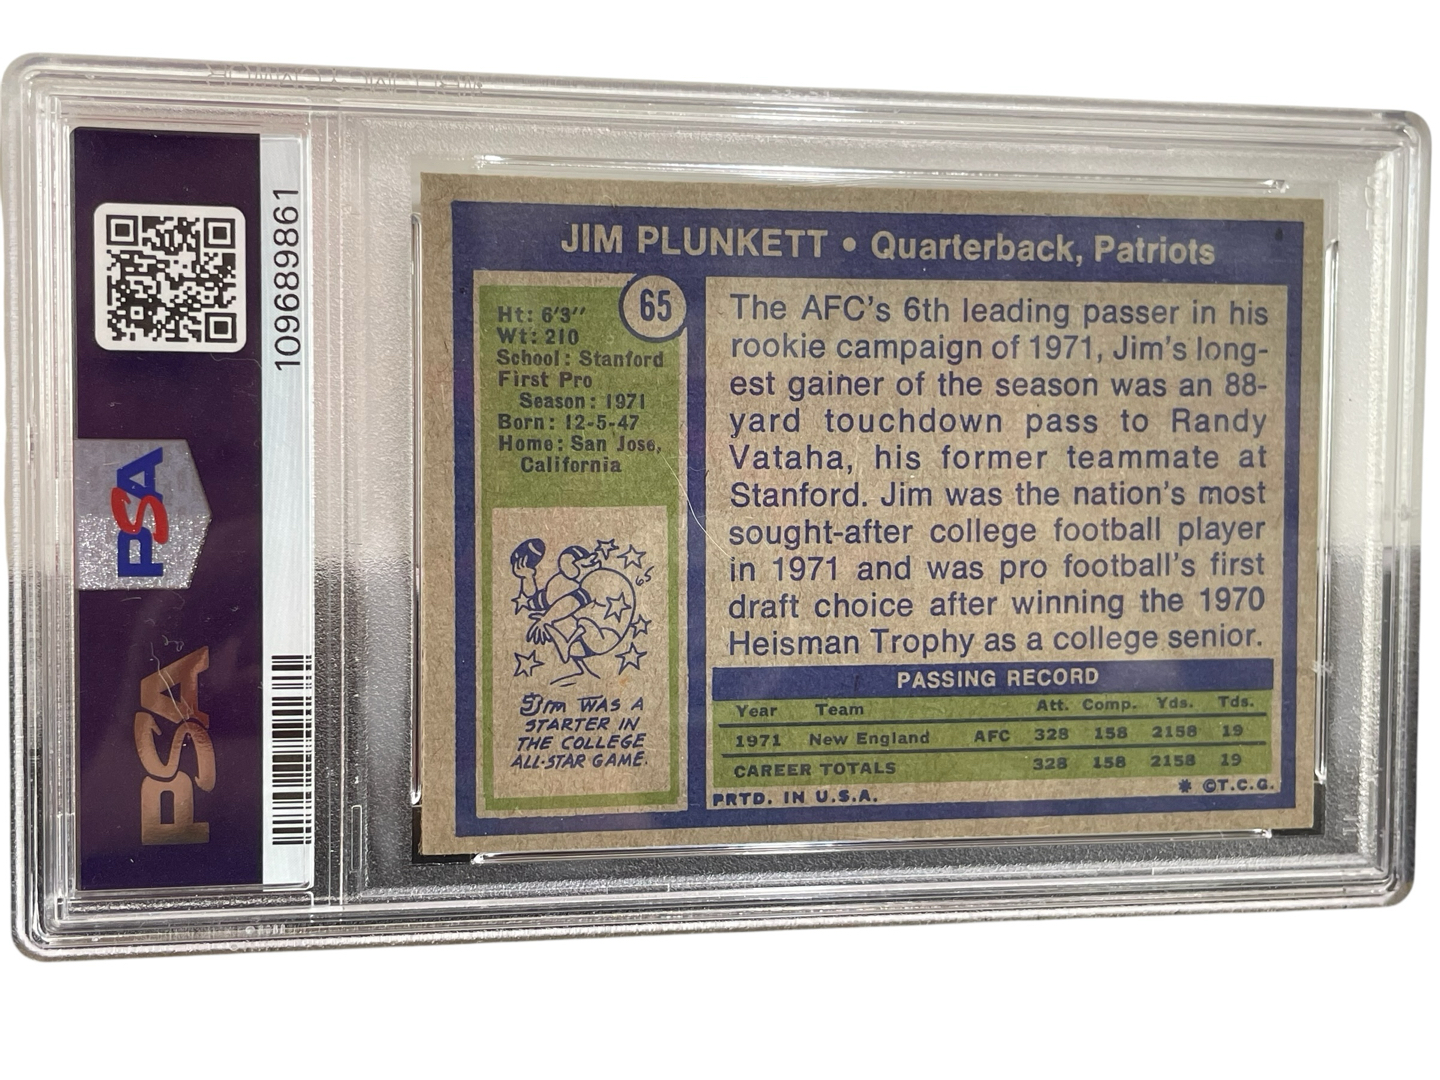 109689861
PSA
PSA
JIM PLUNKETT • Quarterback, Patriots
65
Ht: 6'3''
Wt: 210
School: Stanford
First Pro
Season: 1971
Born: 12-5-47
Home: San Jose,
California
65
Jim WAS A
STARTER IN
THE COLLEGE
ALL-STAR GAME.
The AFC's 6th leading passer in his
rookie campaign of 1971, Jim's long-
est gainer of the season was an 88-
yard touchdown pass to Randy
Vataha, his former teammate at
Stanford. Jim was the nation's most
sought-after college football player
in 1971 and was pro football's first
draft choice after winning the 1970
Heisman Trophy as a college senior.
PASSING RECORD
Year Team Att. Comp. Yds. Tds.
1971 New England AFC 328 158 2158 19
CAREER TOTALS 328 158 2158 19
PRTD. IN U.S.A. * ©T.C.G.